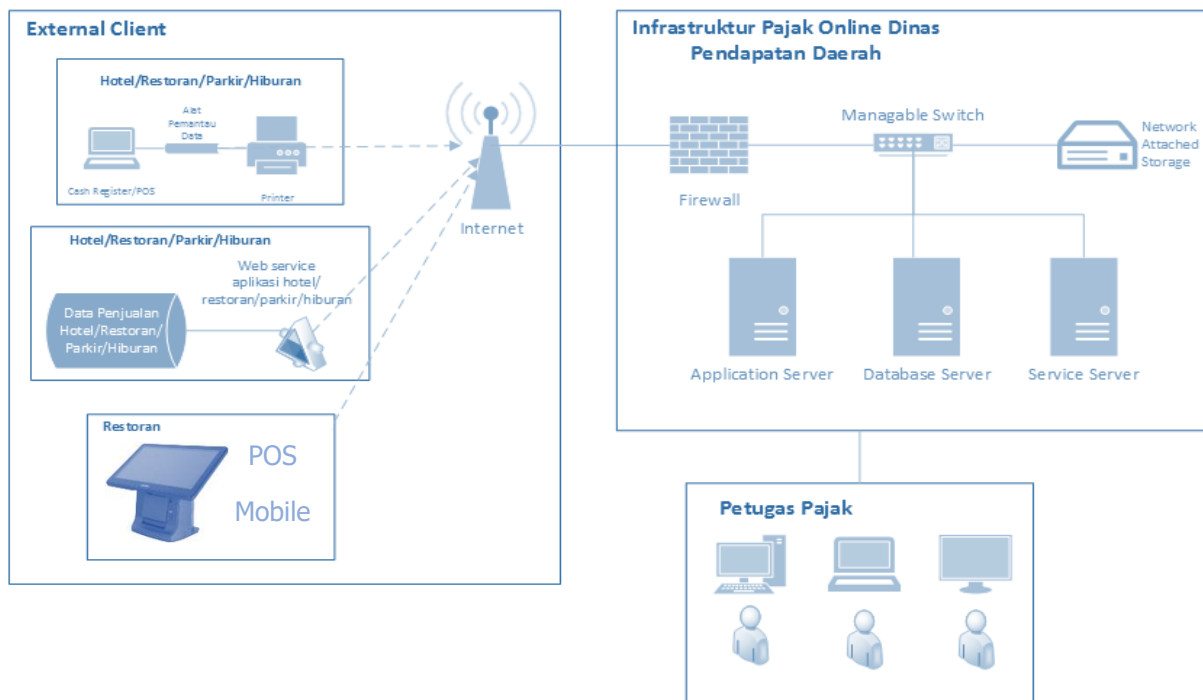 External Client
Hotel/Restoran/Parkir/Hiburan
Alat
Pemantau
Data
Cash Register/POS
Printer
Hotel/Restoran/Parkir/Hiburan
Web service
aplikasi hotel/
restoran/parkir/hiburan
Data Penjualan
Hotel/Restoran/
Parkir/Hiburan
Restoran
POS
Mobile
Internet
Infrastruktur Pajak Online Dinas
Pendapatan Daerah
Managable Switch
Network
Attached
Storage
Firewall
Application Server
Database Server
Service Server
Petugas Pajak